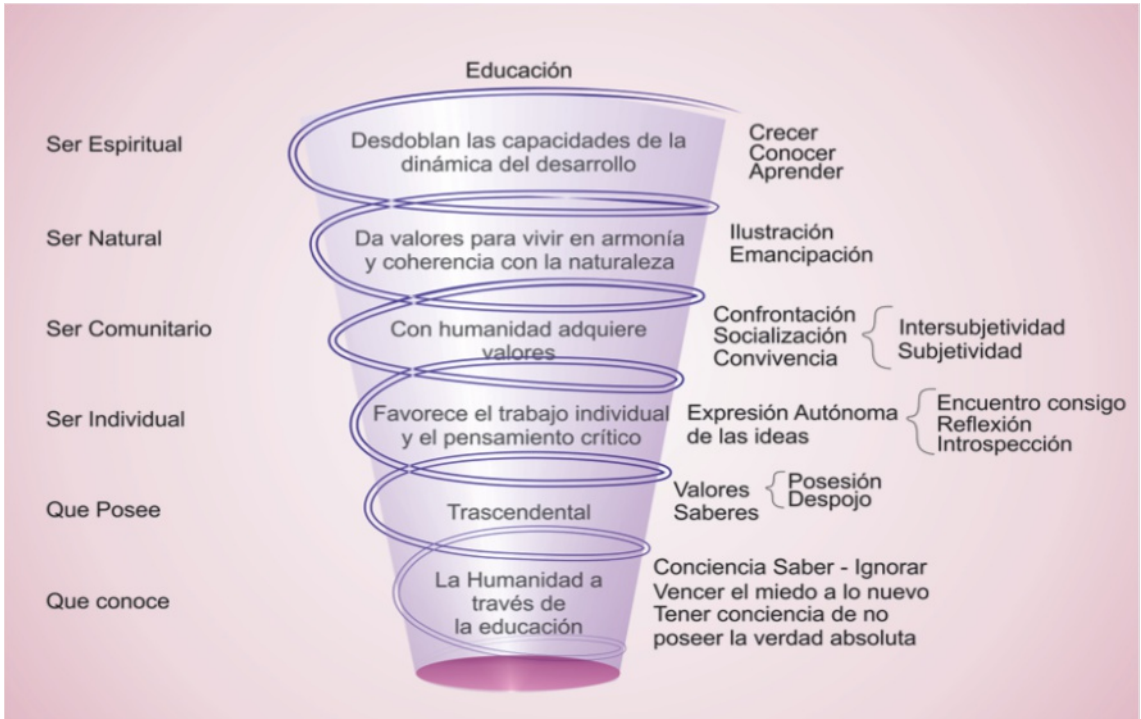 Educación
Ser Espiritual
Desdoblan las capacidades de la
dinámica del desarrollo
Crecer
Conocer
Aprender
Ser Natural
Da valores para vivir en armonía
y coherencia con la naturaleza
Ilustración
Emancipación
Ser Comunitario
Con humanidad adquiere
valores
Confrontación
Socialización
Convivencia
Intersubjetividad
Subjetividad
Ser Individual
Favorece el trabajo individual
y el pensamiento crítico
Expresión Autónoma
de las ideas
Encuentro consigo
Reflexión
Introspección
Que Posee
Trascendental
Valores
Saberes
Posesión
Despojo
Que conoce
La Humanidad a
través de
la educación
Conciencia Saber - Ignorar
Vencer el miedo a lo nuevo
Tener conciencia de no
poseer la verdad absoluta